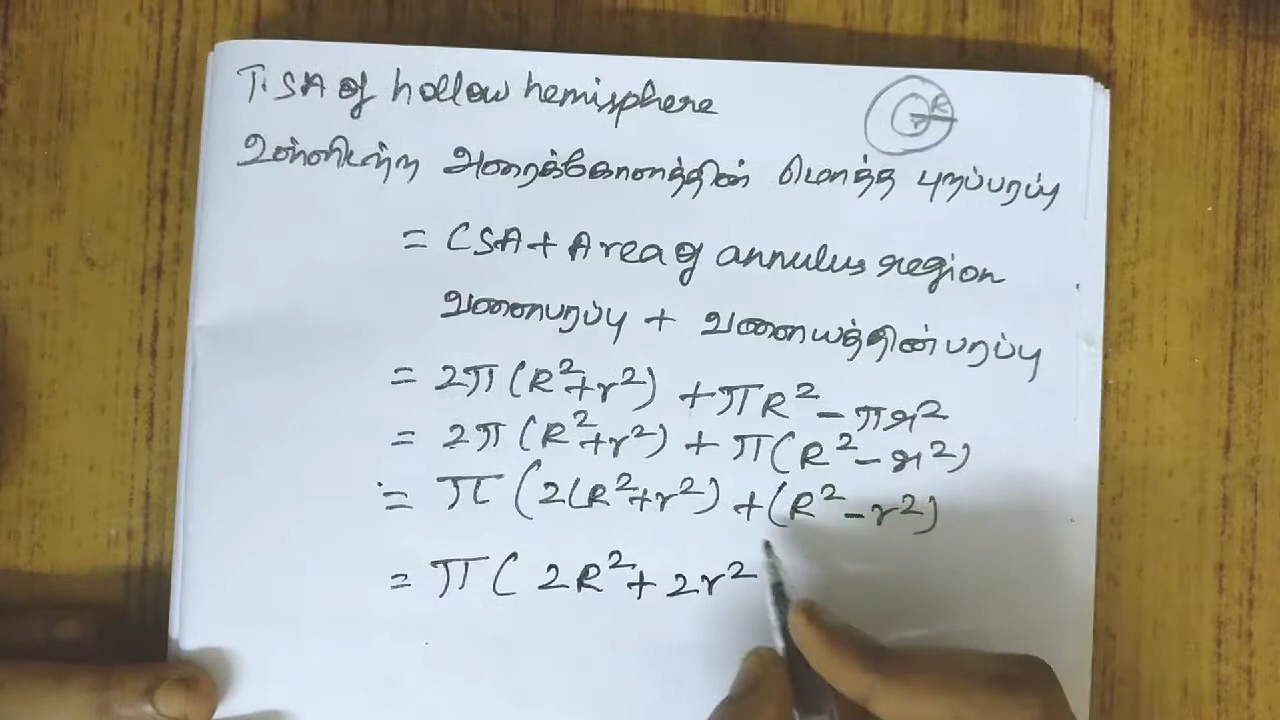 T.SA of hollow hemisphere
R
r
உள்ளீடற்ற அரைக்கோளத்தின் மொத்த புறப்பரப்பு
= CSA + Area of annulus region
வளைபரப்பு + வளையத்தின்பரப்பு
= 2π (R²+r²) + πR² - πr²
= 2π (R²+r²) + π(R² - r²)
= π (2(R²+r²) + (R² - r²)
= π ( 2R² + 2r²